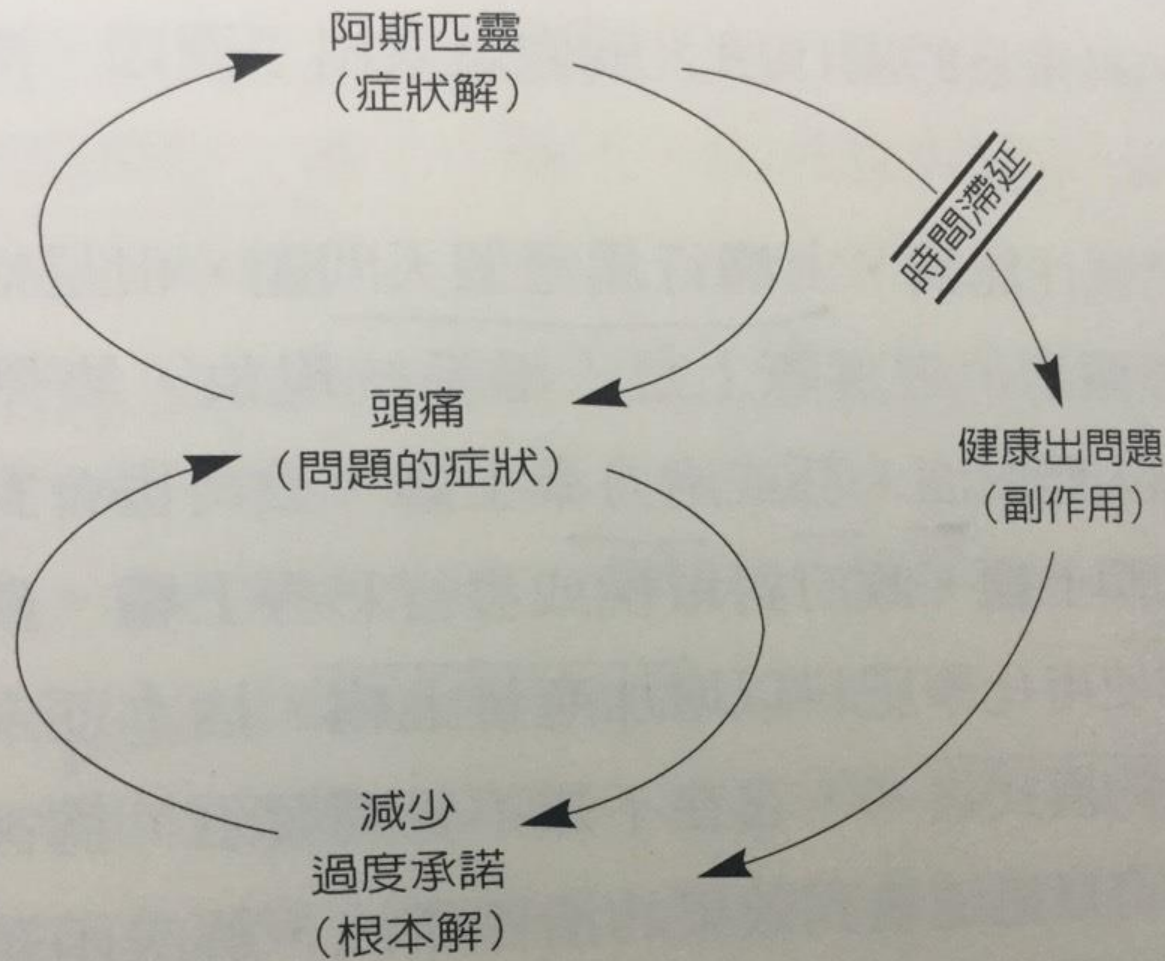 阿斯匹靈
（症狀解）
時間滯延
頭痛
（問題的症狀）
健康出問題
（副作用）
減少
過度承諾
（根本解）